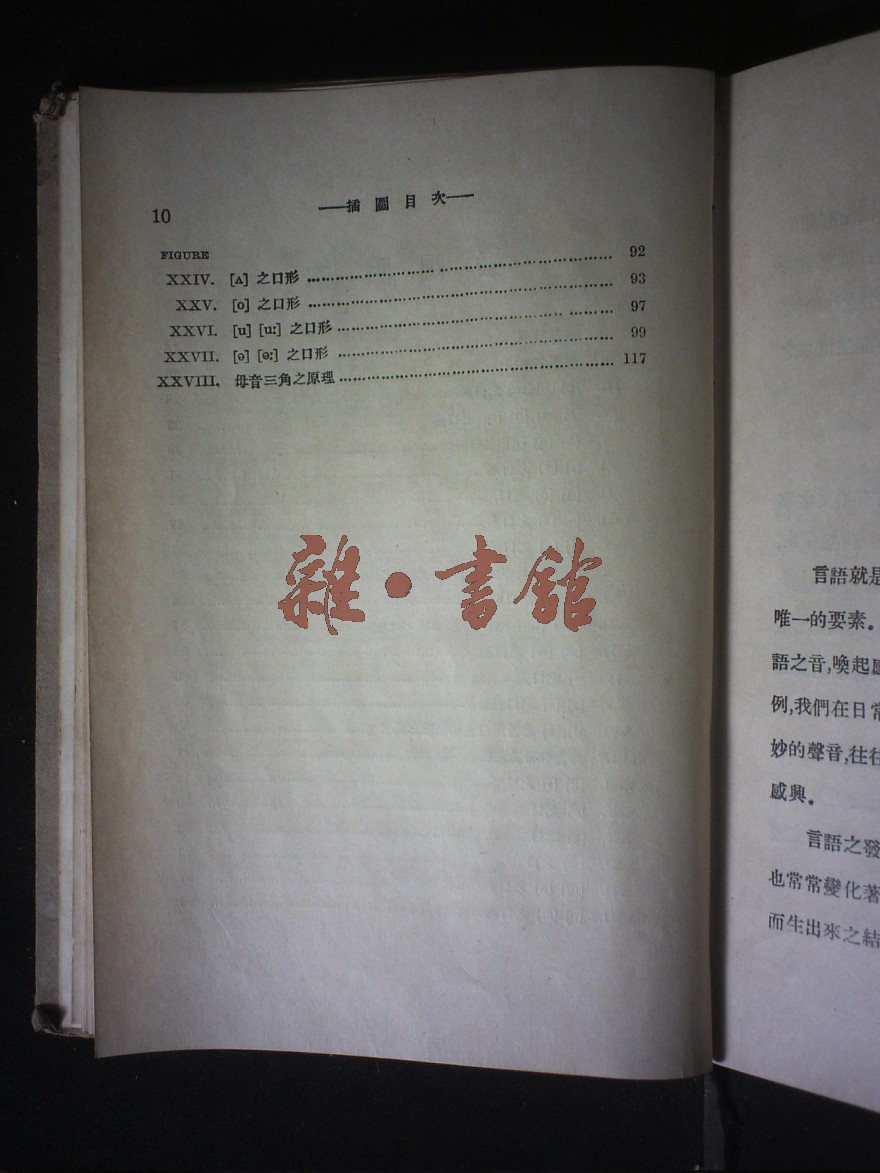 10
——插圖目次——
FIGURE
XXIV. [ʌ] 之口形 …… 92
XXV. [o] 之口形 …… 93
XXVI. [u] [u:] 之口形 …… 97
XXVII. [ə] [ə:] 之口形 …… 99
XXVIII. 母音三角之原理 …… 117
雜·書館
言語就是
唯一的要素。
語之音,喚起
例,我們在日常
妙的聲音,往往
感興。
言語之發
也常常變化著
而生出來之結